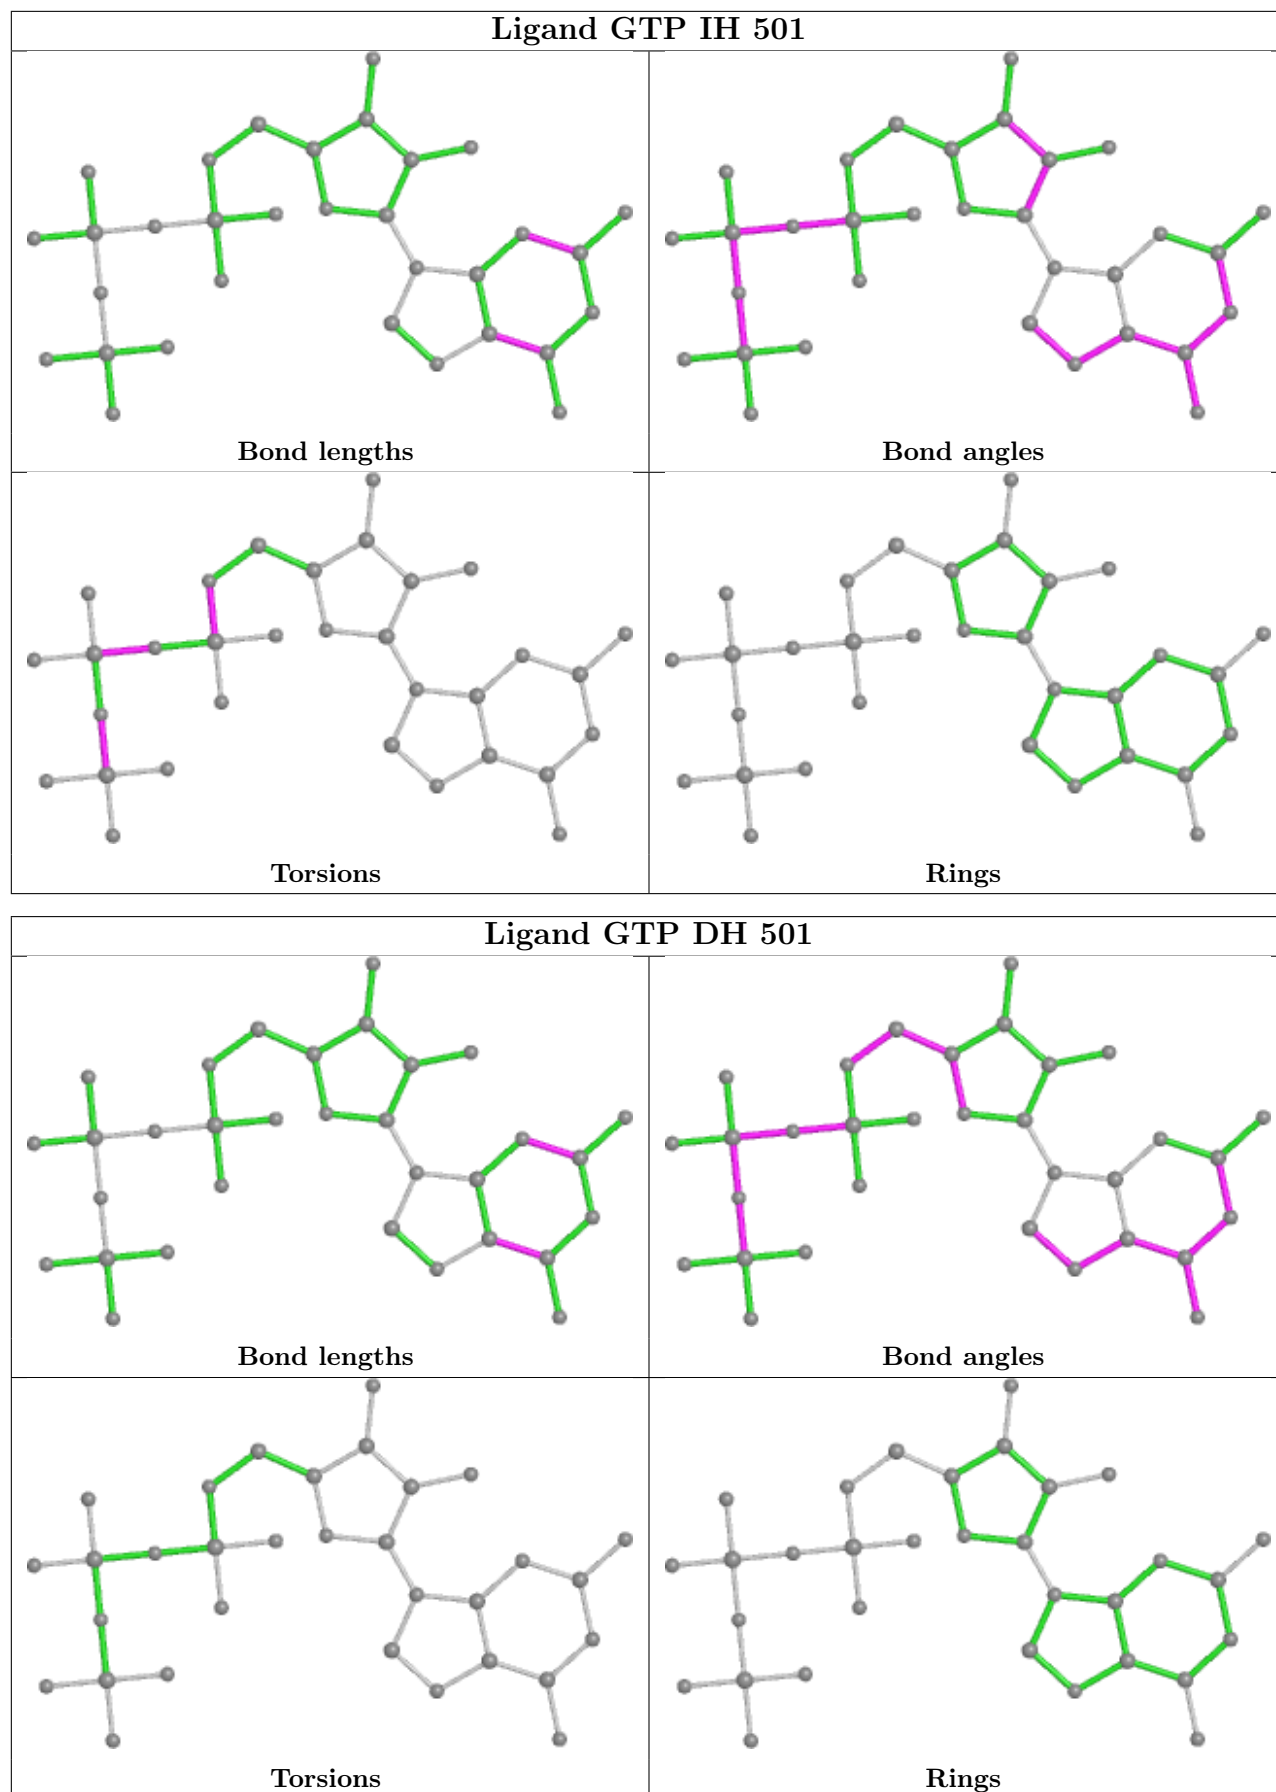 Ligand GTP IH 501
Bond lengths
Bond angles
Torsions
Rings
Ligand GTP DH 501
Bond lengths
Bond angles
Torsions
Rings